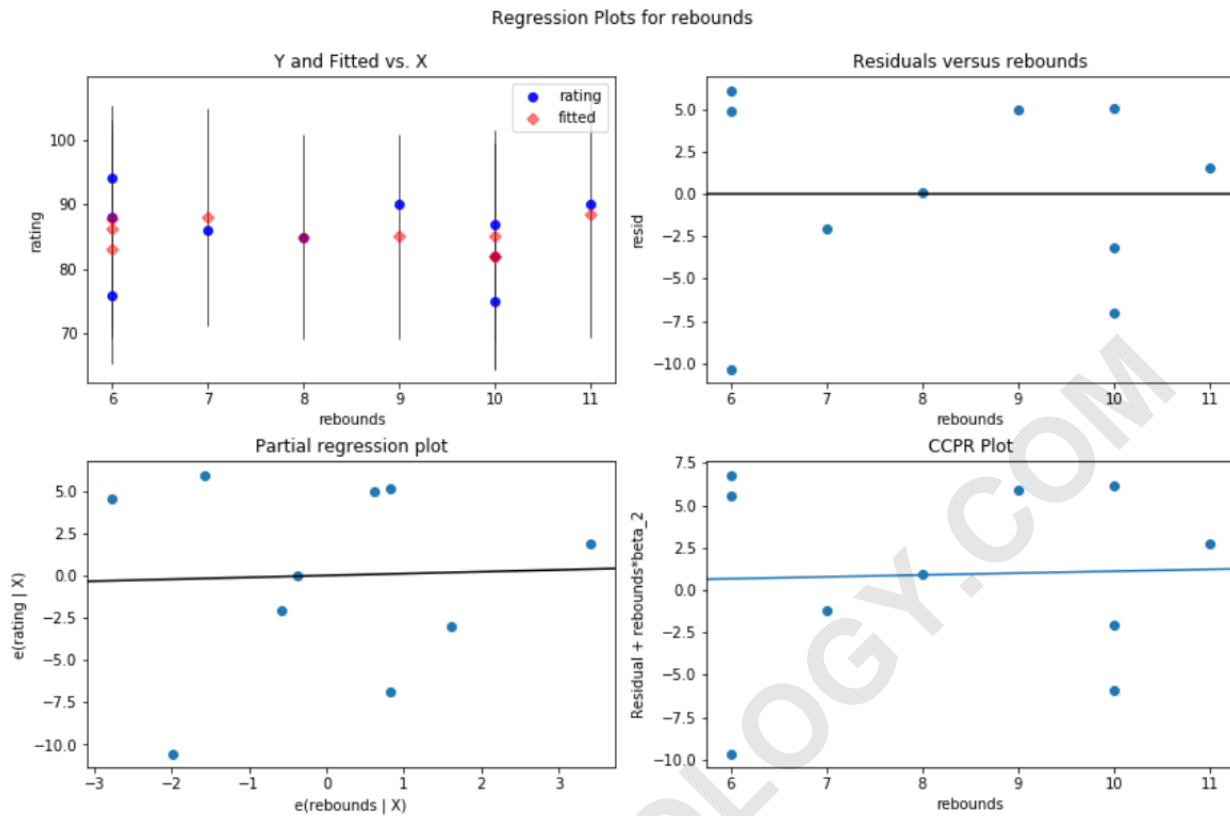 Regression Plots for rebounds
Y and Fitted vs. X
rating
fitted
100
90
80
70
rating
6 7 8 9 10 11
rebounds
Residuals versus rebounds
5.0
2.5
0.0
−2.5
−5.0
−7.5
−10.0
resid
6 7 8 9 10 11
rebounds
Partial regression plot
5.0
2.5
0.0
−2.5
−5.0
−7.5
−10.0
e(rating | X)
−3 −2 −1 0 1 2 3
e(rebounds | X)
CCPR Plot
7.5
5.0
2.5
0.0
−2.5
−5.0
−7.5
−10.0
Residual + rebounds*beta_2
6 7 8 9 10 11
rebounds
OLOGY.COM